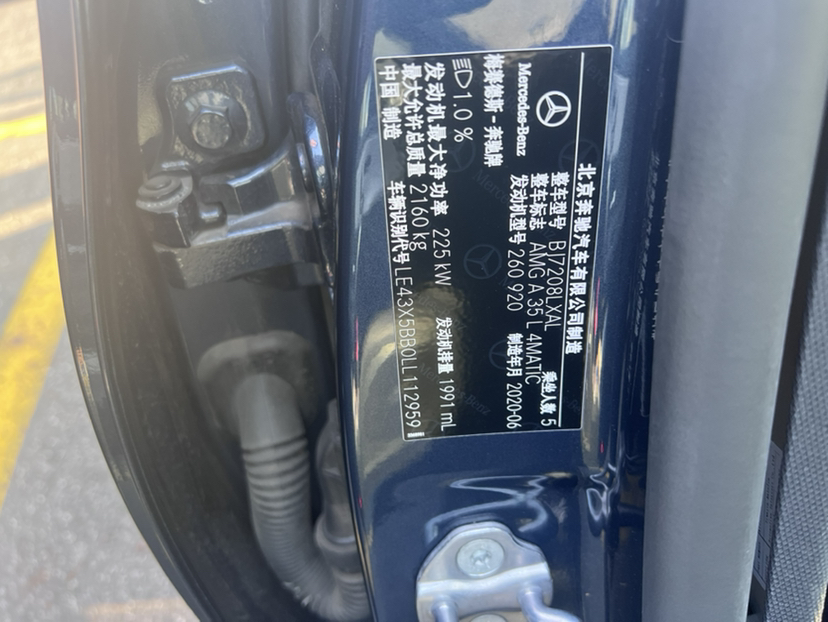 北京奔驰汽车有限公司制造
整车型号 BJ7208LXAL
整车标志 AMG A 35 L 4MATIC 乘坐人数 5
Mercedes-Benz 发动机型号 260 920 制造年月 2020-06
梅赛德斯-奔驰牌
1.0 %
发动机最大净功率 225 kW 发动机排量 1991 mL
最大允许总质量 2160 kg
中国 制造 车辆识别代号 LE43X5BB0LL112959